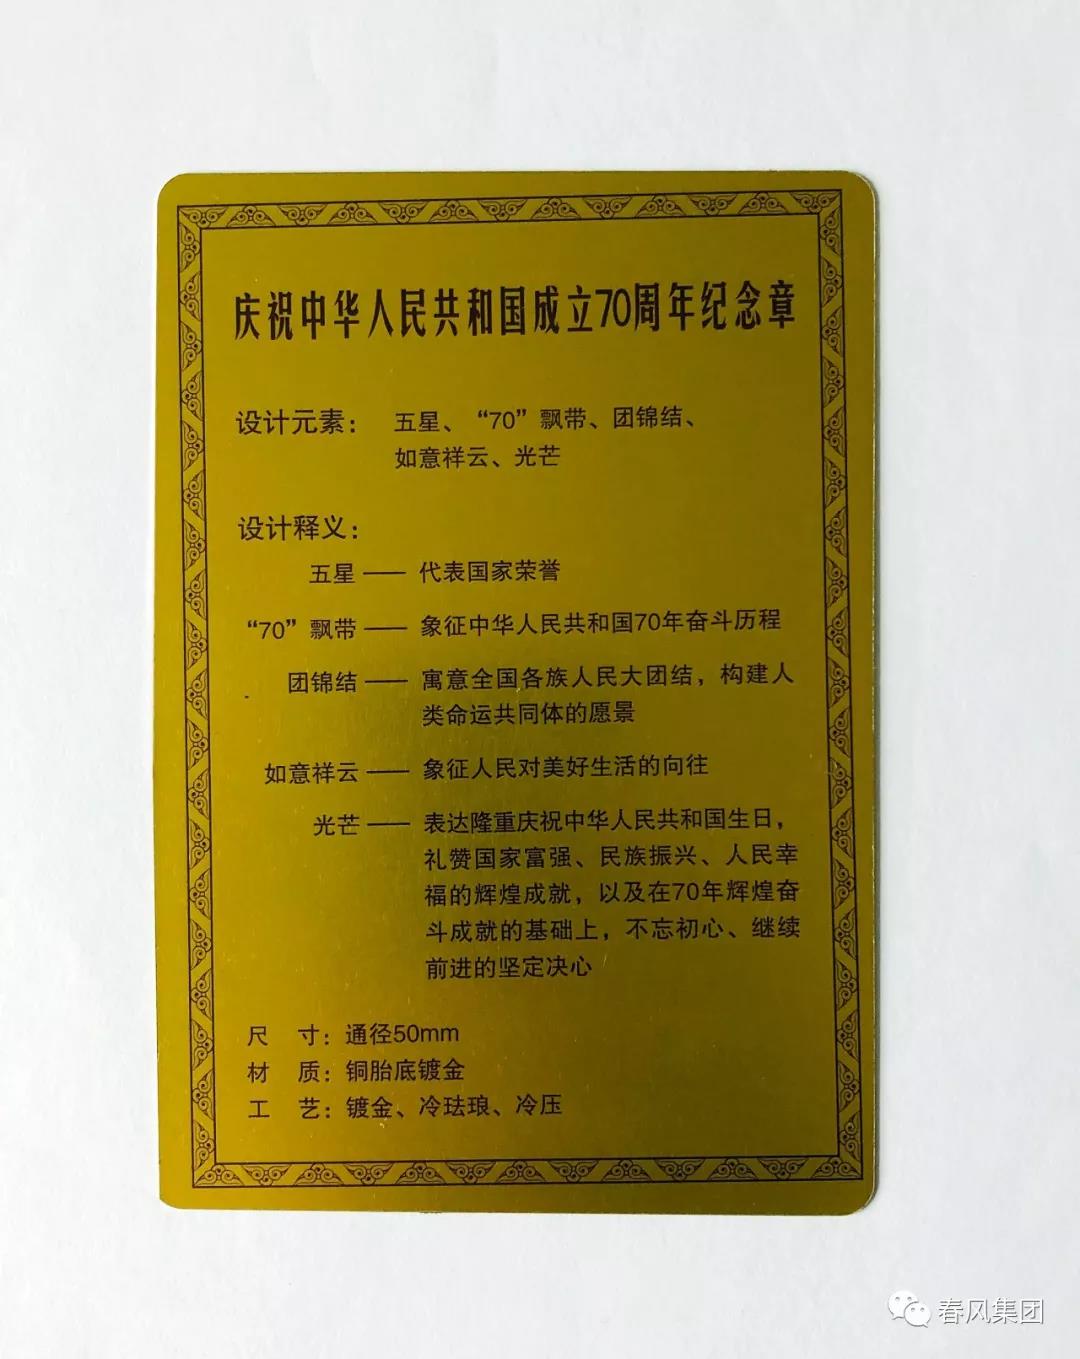 庆祝中华人民共和国成立70周年纪念章
设计元素： 五星、“70”飘带、团锦结、
如意祥云、光芒
设计释义：
五星 —— 代表国家荣誉
“70”飘带 —— 象征中华人民共和国70年奋斗历程
团锦结 —— 寓意全国各族人民大团结，构建人
类命运共同体的愿景
如意祥云 —— 象征人民对美好生活的向往
光芒 —— 表达隆重庆祝中华人民共和国生日，
礼赞国家富强、民族振兴、人民幸
福的辉煌成就，以及在70年辉煌奋
斗成就的基础上，不忘初心、继续
前进的坚定决心
尺 寸：通径50mm
材 质：铜胎底镀金
工 艺：镀金、冷珐琅、冷压
春风集团